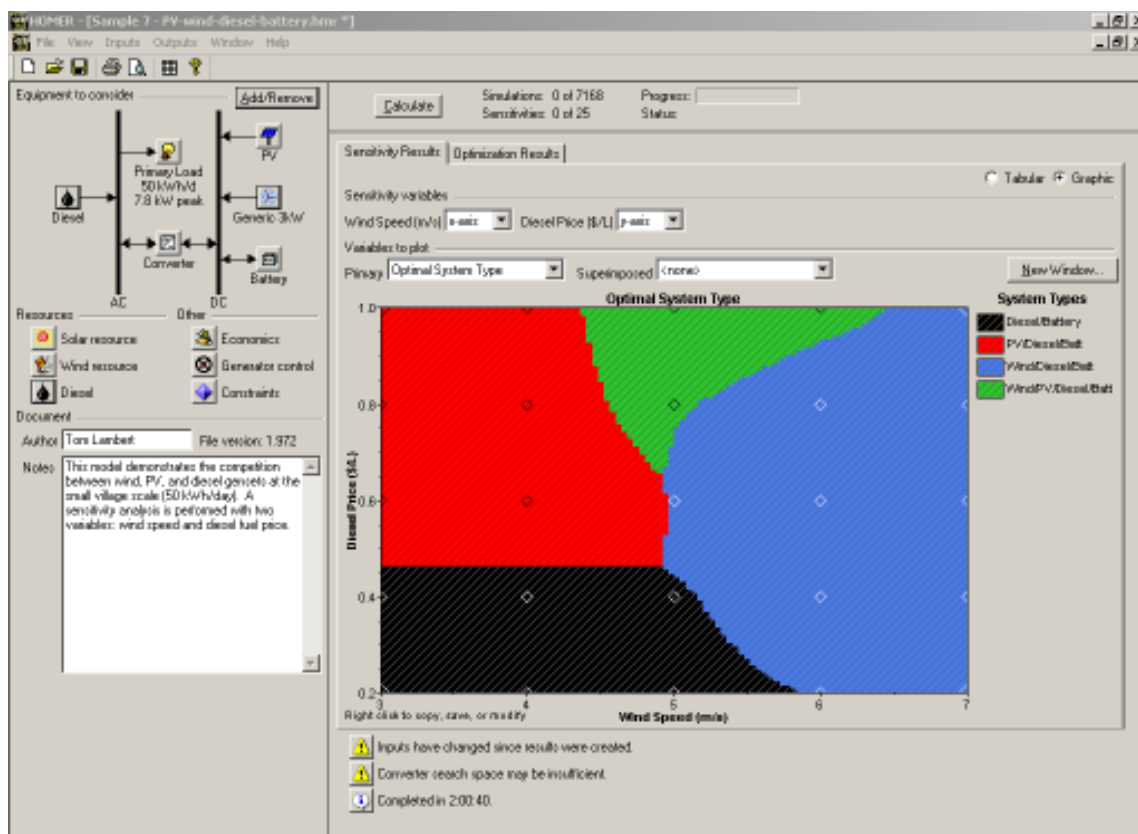 HOMER - [Sample 7 - PV-wind-diesel-battery.hmr *]
File View Inputs Outputs Window Help
Equipment to consider
Add/Remove
Primary Load
50 kWh/d
7.8 kW peak
Diesel
PV
Generic 3kW
Converter
Battery
AC
DC
Resources
Other
Solar resource
Economics
Wind resource
Generator control
Diesel
Constraints
Document
Author
Tom Lambert
File version: 1.972
Notes
This model demonstrates the competition
between wind, PV, and diesel gensets at the
small village scale (50 kWh/day). A
sensitivity analysis is performed with two
variables: wind speed and diesel fuel price.
Calculate
Simulations: 0 of 7168
Progress:
Sensitivities: 0 of 25
Status:
Sensitivity Results
Optimization Results
Tabular
Graphic
Sensitivity variables
Wind Speed (m/s)
x-axis
Diesel Price ($/L)
y-axis
Variables to plot
Primary
Optimal System Type
Superimposed
<none>
New Window...
Optimal System Type
System Types
Diesel/Battery
PV/Diesel/Batt
Wind/Diesel/Batt
Wind/PV/Diesel/Batt
1.0
0.8
0.6
0.4
0.2
Diesel Price ($/L)
3
4
5
6
7
Wind Speed (m/s)
Right click to copy, save, or modify
Inputs have changed since results were created.
Converter search space may be insufficient.
Completed in 2:00:40.